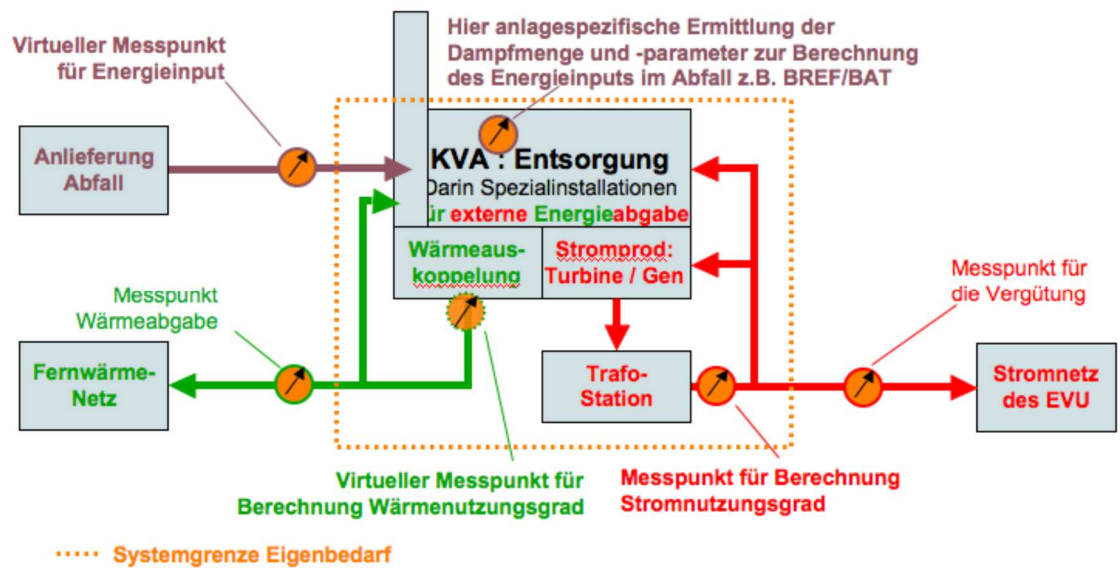 Virtueller Messpunkt
für Energieinput
Hier anlagespezifische Ermittlung der
Dampfmenge und -parameter zur Berechnung
des Energieinputs im Abfall z.B. BREF/BAT
Anlieferung
Abfall
KVA : Entsorgung
Darin Spezialinstallationen
ür externe Energieabgabe
Wärmeaus-
koppelung
Stromprod:
Turbine / Gen
Messpunkt
Wärmeabgabe
Messpunkt für
die Vergütung
Fernwärme-
Netz
Trafo-
Station
Stromnetz
des EVU
Virtueller Messpunkt für
Berechnung Wärmenutzungsgrad
Messpunkt für Berechnung
Stromnutzungsgrad
Systemgrenze Eigenbedarf